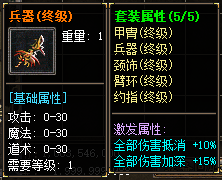 兵器(终级)
重量: 1
[基础属性]
攻击: 0-30
魔法: 0-30
道术: 0-30
需要等级: 1
套装属性(5/5)
甲胄(终级)
兵器(终级)
颈饰(终级)
臂环(终级)
约指(终级)
激发属性:
全部伤害抵消 +10%
全部伤害加深 +15%